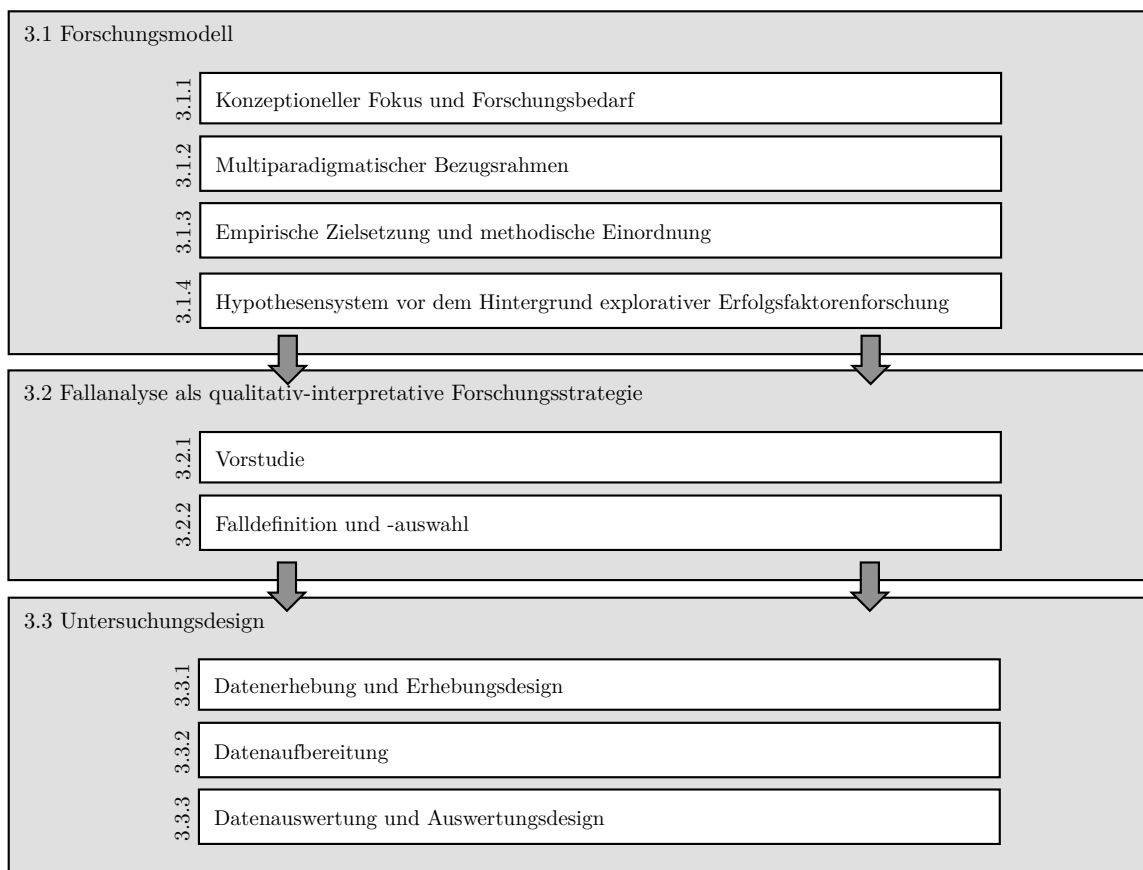 3.1 Forschungsmodell
3.1.1
Konzeptioneller Fokus und Forschungsbedarf
3.1.2
Multiparadigmatischer Bezugsrahmen
3.1.3
Empirische Zielsetzung und methodische Einordnung
3.1.4
Hypothesensystem vor dem Hintergrund explorativer Erfolgsfaktorenforschung
3.2 Fallanalyse als qualitativ-interpretative Forschungsstrategie
3.2.1
Vorstudie
3.2.2
Falldefinition und -auswahl
3.3 Untersuchungsdesign
3.3.1
Datenerhebung und Erhebungsdesign
3.3.2
Datenaufbereitung
3.3.3
Datenauswertung und Auswertungsdesign